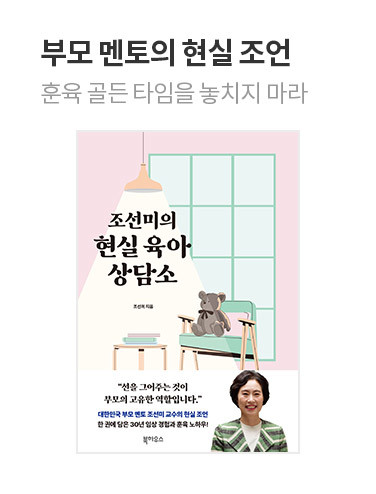 부모 멘토의 현실 조언
훈육 골든 타임을 놓치지 마라
조선미의
현실 육아
상담소
조선미 지음
“선을 그어주는 것이
부모의 고유한 역할입니다.”
대한민국 부모 멘토 조선미 교수의 현실 조언
한 권에 담은 30년 임상 경험과 훈육 노하우!
북하우스